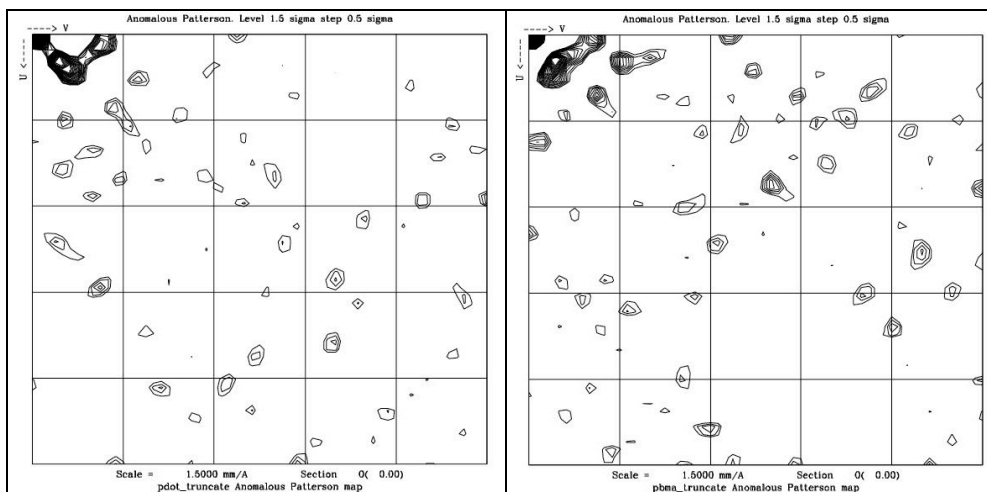 Anomalous Patterson. Level 1.5 sigma step 0.5 sigma
----> V
U <----
Scale = 1.5000 mm/A Section 0( 0.00)
pdot_truncate Anomalous Patterson map
Anomalous Patterson. Level 1.5 sigma step 0.5 sigma
----> V
U <----
Scale = 1.5000 mm/A Section 0( 0.00)
pbma_truncate Anomalous Patterson map